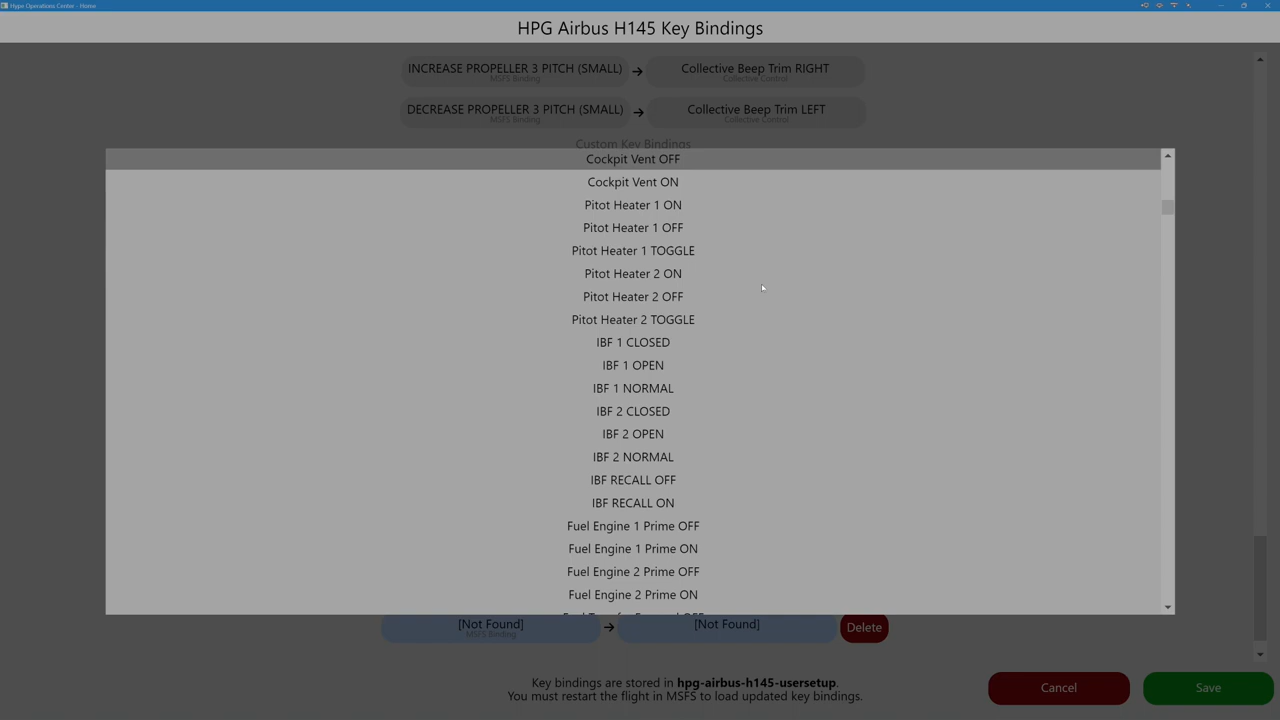 Hype Operations Center - Home
HPG Airbus H145 Key Bindings
INCREASE PROPELLER 3 PITCH (SMALL)
MSFS Binding
Collective Beep Trim RIGHT
Collective Control
DECREASE PROPELLER 3 PITCH (SMALL)
MSFS Binding
Collective Beep Trim LEFT
Collective Control
Custom Key Bindings
Cockpit Vent OFF
Cockpit Vent ON
Pitot Heater 1 ON
Pitot Heater 1 OFF
Pitot Heater 1 TOGGLE
Pitot Heater 2 ON
Pitot Heater 2 OFF
Pitot Heater 2 TOGGLE
IBF 1 CLOSED
IBF 1 OPEN
IBF 1 NORMAL
IBF 2 CLOSED
IBF 2 OPEN
IBF 2 NORMAL
IBF RECALL OFF
IBF RECALL ON
Fuel Engine 1 Prime OFF
Fuel Engine 1 Prime ON
Fuel Engine 2 Prime OFF
Fuel Engine 2 Prime ON
[Not Found]
MSFS Binding
[Not Found]
Delete
Key bindings are stored in hpg-airbus-h145-usersetup.
You must restart the flight in MSFS to load updated key bindings.
Cancel
Save